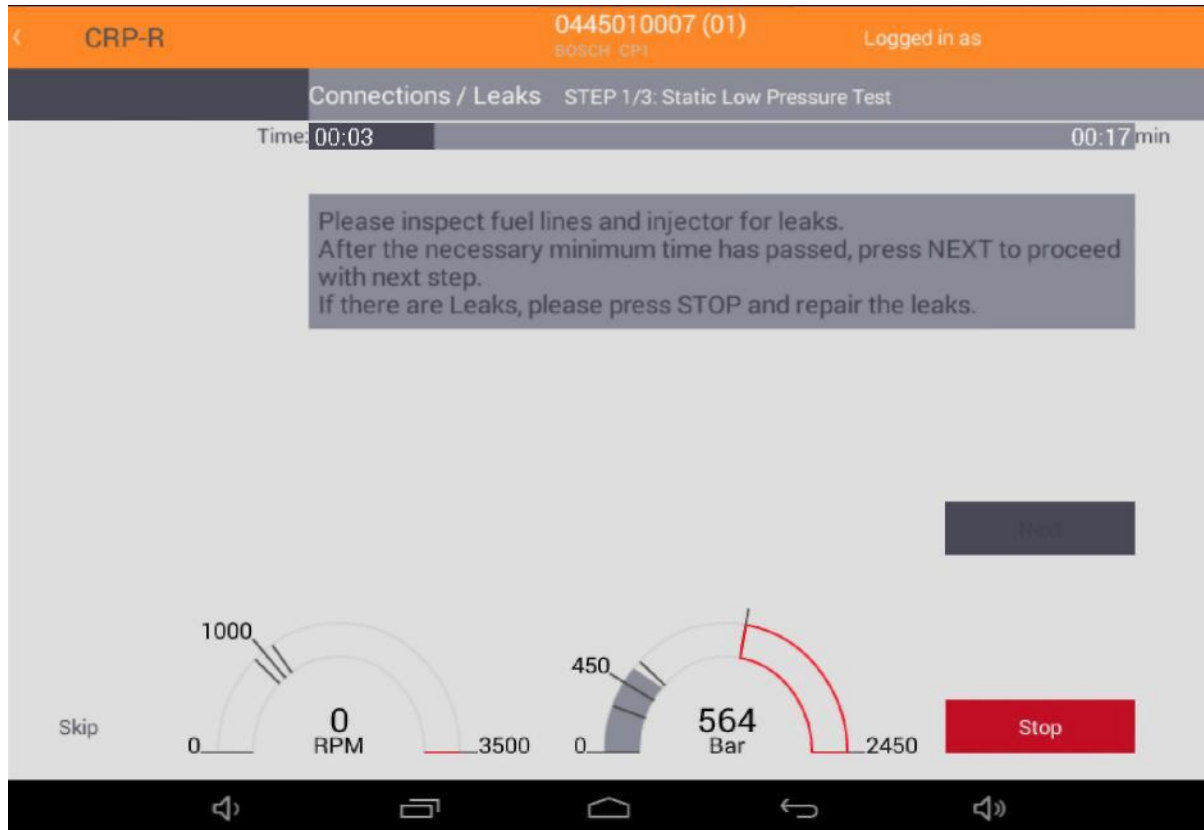 CRP-R
0445010007 (01)
BOSCH CP1
Logged in as
Connections / Leaks STEP 1/3: Static Low Pressure Test
Time: 00:03 00:17 min
Please inspect fuel lines and injector for leaks.
After the necessary minimum time has passed, press NEXT to proceed
with next step.
If there are Leaks, please press STOP and repair the leaks.
Next
1000
450
Skip
0
0
RPM
3500
0
564
Bar
2450
Stop